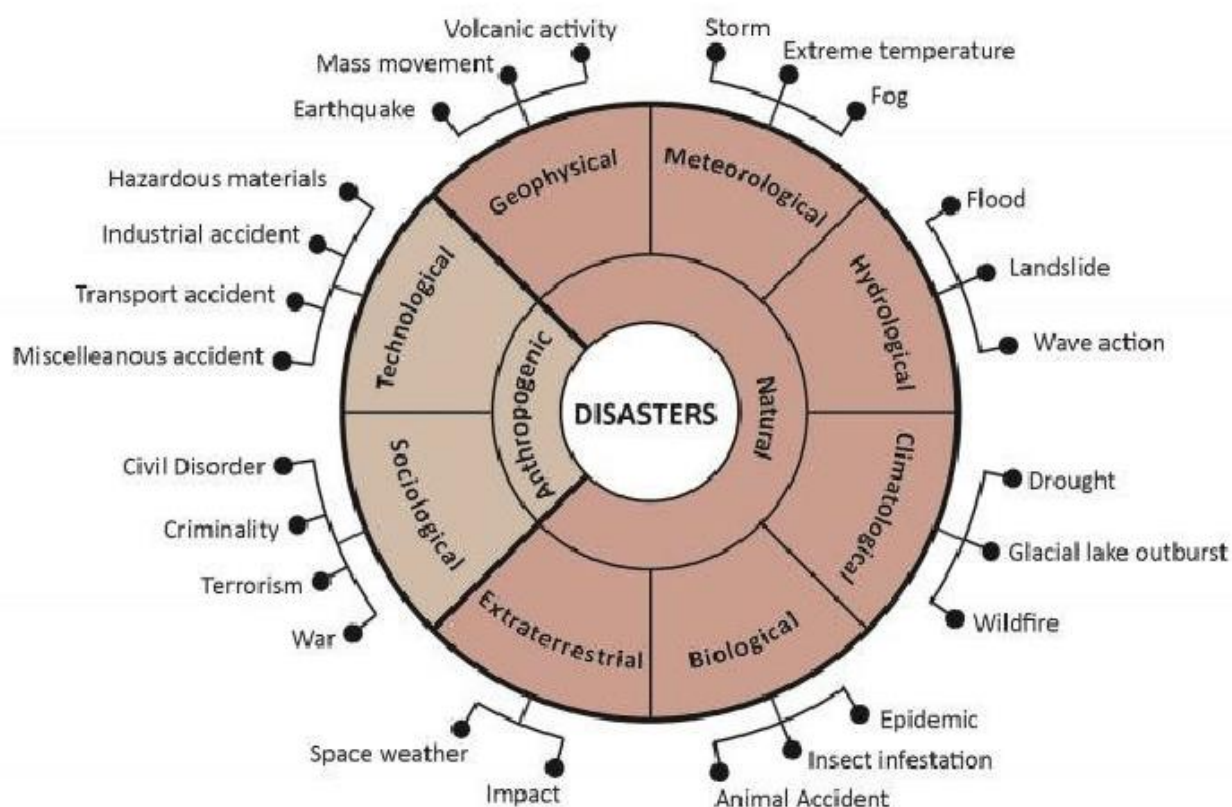 Volcanic activity
Mass movement
Earthquake
Storm
Extreme temperature
Fog
Hazardous materials
Industrial accident
Transport accident
Miscelleanous accident
Flood
Landslide
Wave action
Geophysical
Meteorological
Hydrological
Technological
Anthropogenic
DISASTERS
Natural
Sociological
Climatological
Extraterrestrial
Biological
Civil Disorder
Criminality
Terrorism
War
Drought
Glacial lake outburst
Wildfire
Space weather
Impact
Epidemic
Insect infestation
Animal Accident